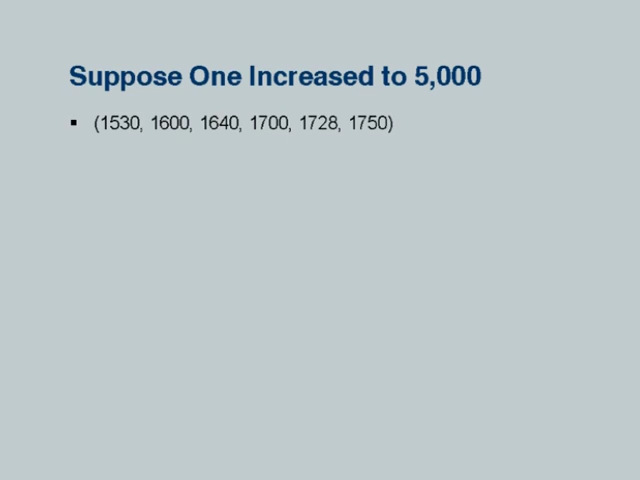 Suppose One Increased to 5,000
▪ (1530, 1600, 1640, 1700, 1728, 1750)